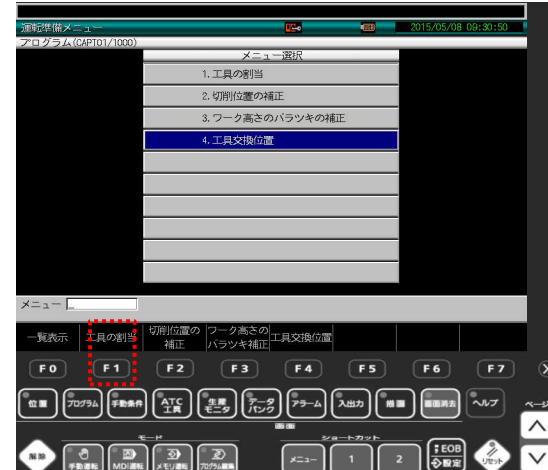 運転準備メニュー 2015/05/08 09:30:50
プログラム(CAPTO1/1000)
メニュー選択
1.工具の割当
2.切削位置の補正
3.ワーク高さのバラツキの補正
4.工具交換位置
メニュー
一覧表示 工具の割当 切削位置の補正 ワーク高さのバラツキ補正 工具交換位置
F0 F1 F2 F3 F4 F5 F6 F7
位置 プログラム 手動条件 ATC工具 生産モニタ データバンク アラーム 入出力 描画 画面消去 ヘルプ ページ
モード ショートカット
解除 手動運転 MDI運転 メモリ運転 プログラム編集 メニュー 1 2 ;EOB 設定 リセット